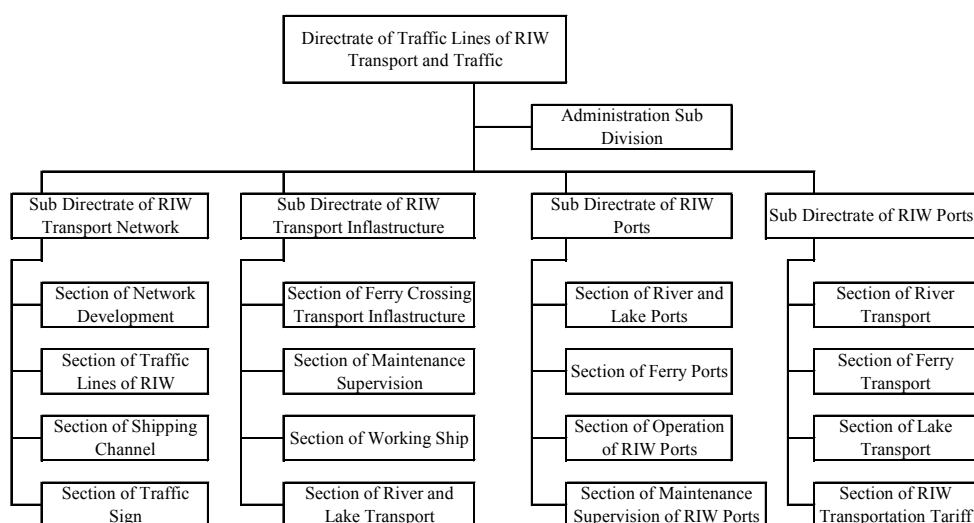 Directrate of Traffic Lines of RIW
Transport and Traffic
Administration Sub
Division
Sub Directrate of RIW
Transport Network
Sub Directrate of RIW
Transport Inflastructure
Sub Directrate of RIW
Ports
Sub Directrate of RIW Ports
Section of Network
Development
Section of Traffic
Lines of RIW
Section of Shipping
Channel
Section of Traffic
Sign
Section of Ferry Crossing
Transport Inflastructure
Section of Maintenance
Supervision
Section of Working Ship
Section of River and
Lake Transport
Section of River and
Lake Ports
Section of Ferry Ports
Section of Operation
of RIW Ports
Section of Maintenance
Supervision of RIW Ports
Section of River
Transport
Section of Ferry
Transport
Section of Lake
Transport
Section of RIW
Transportation Tariff